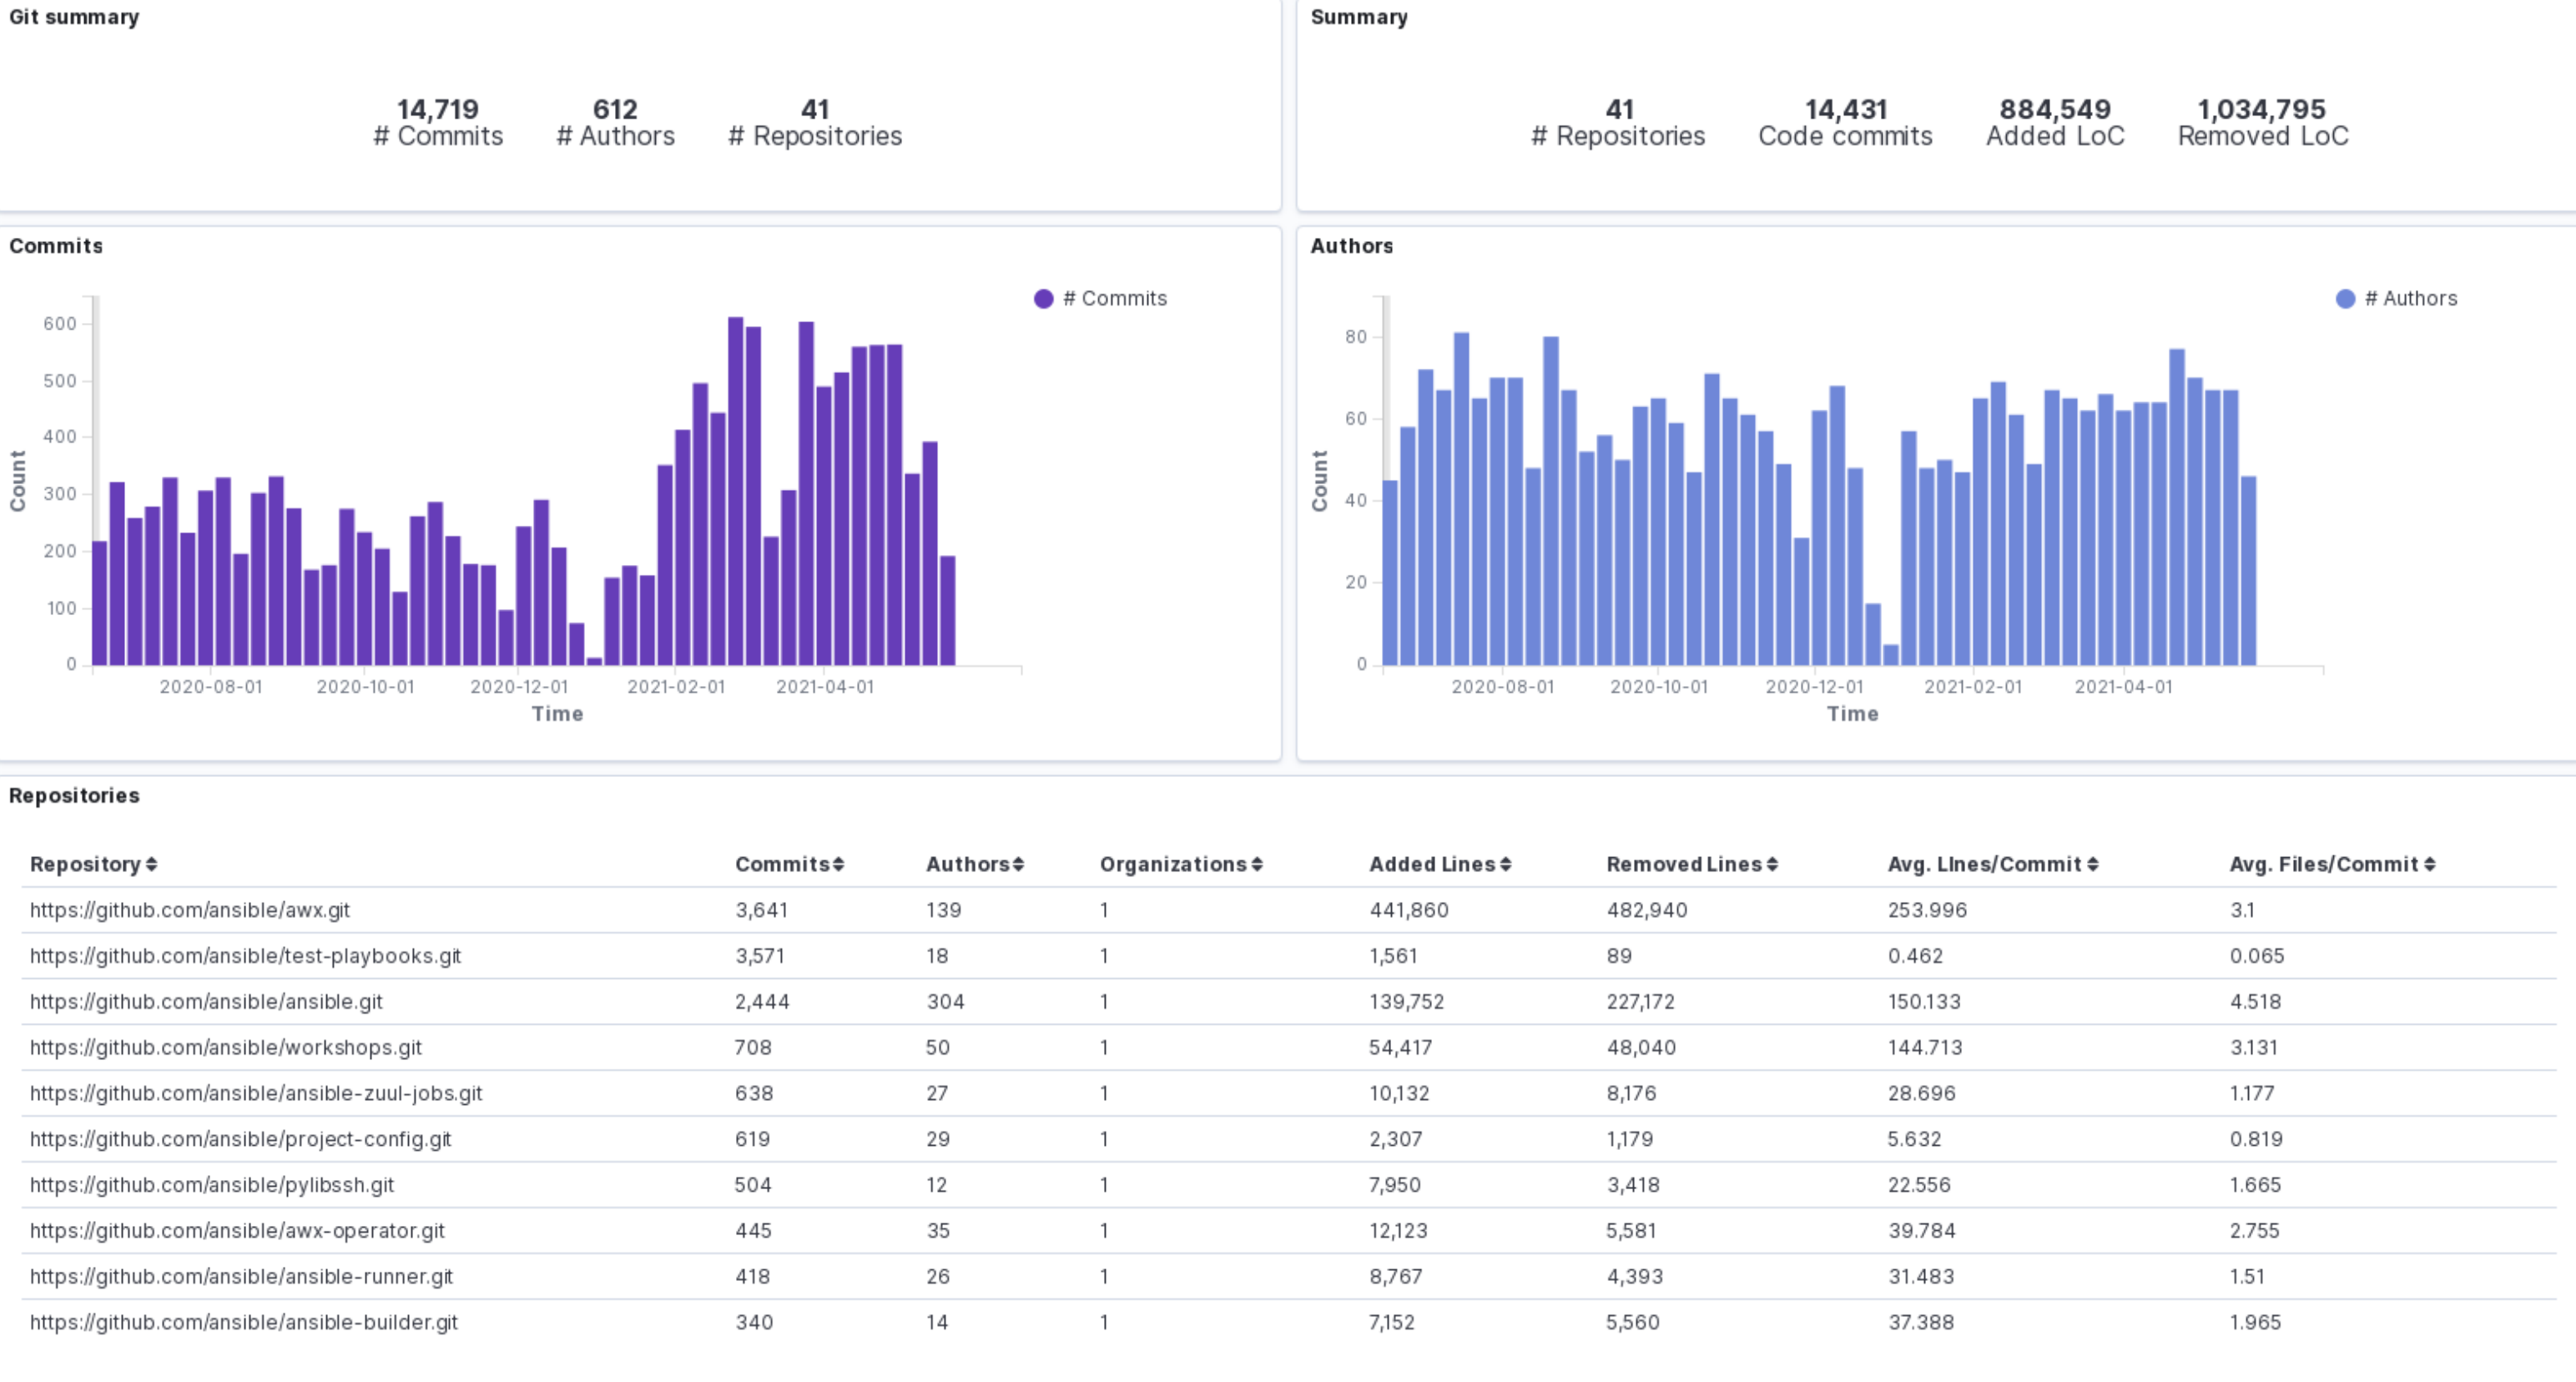 Git summary
14,719 612 41
# Commits # Authors # Repositories
Summary
41 14,431 884,549 1,034,795
# Repositories Code commits Added LoC Removed LoC
Commits
# Commits
600
500
400
300
200
100
0
Count
2020-08-01 2020-10-01 2020-12-01 2021-02-01 2021-04-01
Time
Authors
# Authors
80
60
40
20
0
Count
2020-08-01 2020-10-01 2020-12-01 2021-02-01 2021-04-01
Time
Repositories
Repository Commits Authors Organizations Added Lines Removed Lines Avg. LInes/Commit Avg. Files/Commit
https://github.com/ansible/awx.git 3,641 139 1 441,860 482,940 253.996 3.1
https://github.com/ansible/test-playbooks.git 3,571 18 1 1,561 89 0.462 0.065
https://github.com/ansible/ansible.git 2,444 304 1 139,752 227,172 150.133 4.518
https://github.com/ansible/workshops.git 708 50 1 54,417 48,040 144.713 3.131
https://github.com/ansible/ansible-zuul-jobs.git 638 27 1 10,132 8,176 28.696 1.177
https://github.com/ansible/project-config.git 619 29 1 2,307 1,179 5.632 0.819
https://github.com/ansible/pylibssh.git 504 12 1 7,950 3,418 22.556 1.665
https://github.com/ansible/awx-operator.git 445 35 1 12,123 5,581 39.784 2.755
https://github.com/ansible/ansible-runner.git 418 26 1 8,767 4,393 31.483 1.51
https://github.com/ansible/ansible-builder.git 340 14 1 7,152 5,560 37.388 1.965